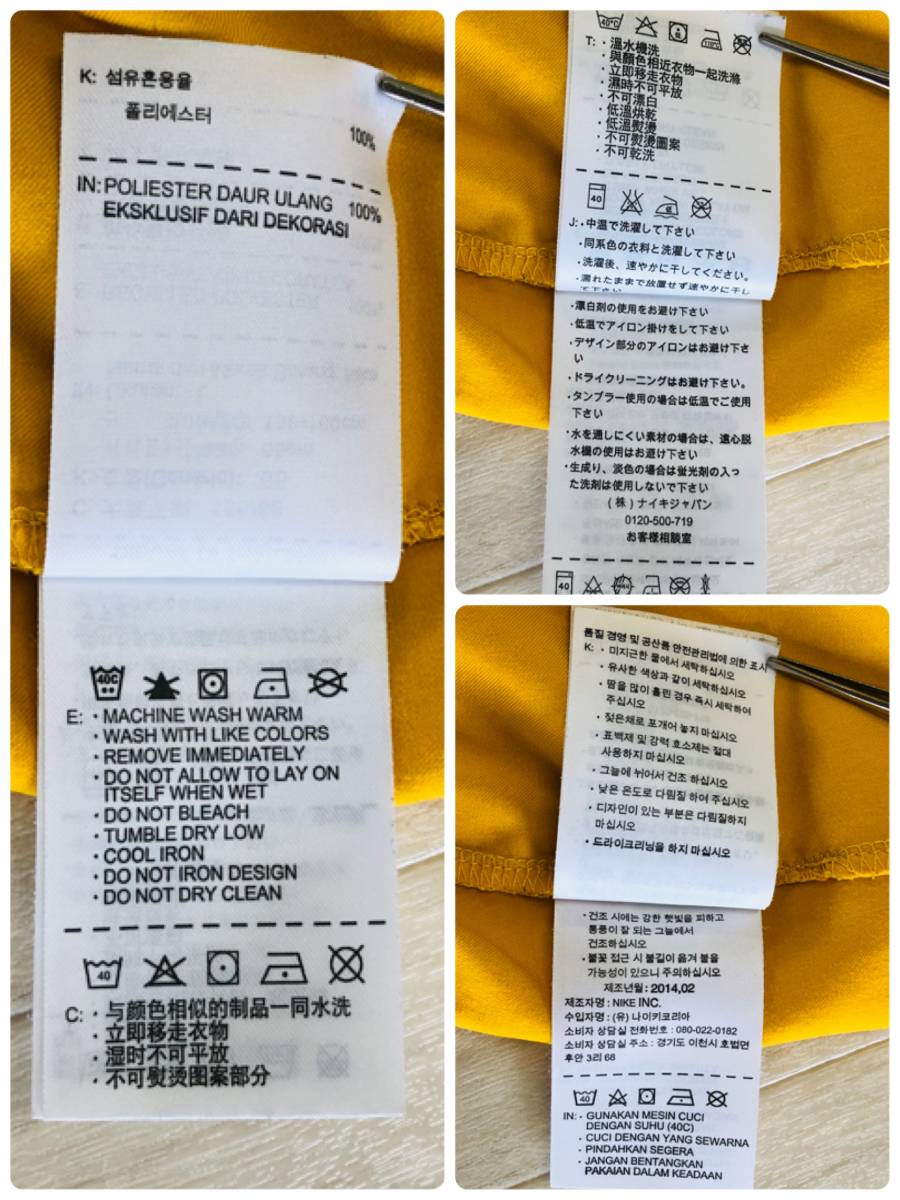 K: 섬유혼용율
폴리에스터
100%
IN: POLIESTER DAUR ULANG 100%
EKSKLUSIF DARI DEKORASI
40C
E: · MACHINE WASH WARM
· WASH WITH LIKE COLORS
· REMOVE IMMEDIATELY
· DO NOT ALLOW TO LAY ON
ITSELF WHEN WET
· DO NOT BLEACH
· TUMBLE DRY LOW
· COOL IRON
· DO NOT IRON DESIGN
· DO NOT DRY CLEAN
40
C: · 与颜色相似的制品一同水洗
· 立即移走衣物
· 湿时不可平放
· 不可熨烫图案部分
40°C 110°C
T: · 溫水機洗
· 與顏色相近衣物一起洗滌
· 立即移走衣物
· 濕時不可平放
· 不可漂白
· 低溫烘乾
· 低溫熨燙
· 不可熨燙圖案
· 不可乾洗
40
J: · 中温で洗濯して下さい
· 同系色の衣料と洗濯して下さい
· 洗濯後、速やかに干してください。
· 濡れたままで放置せず速やかに干し
て下さい
· 漂白剤の使用をお避け下さい
· 低温でアイロン掛けをして下さい
· デザイン部分のアイロンはお避け下さ
い
· ドライクリーニングはお避け下さい。
· タンブラー使用の場合は低温でご使用
下さい
· 水を通しにくい素材の場合は、遠心脱
水機の使用はお避け下さい
· 生成り、淡色の場合は蛍光剤の入っ
た洗剤は使用しないで下さい
(株)ナイキジャパン
0120-500-719
お客様相談室
40
품질 경영 및 공산품 안전관리법에 의한 표시
K: · 미지근한 물에서 세탁하십시오
· 유사한 색상과 같이 세탁하십시오
· 땀을 많이 흘린 경우 즉시 세탁하여
주십시오
· 젖은채로 포개어 놓지 마십시오
· 표백제 및 강력 효소제는 절대
사용하지 마십시오
· 그늘에 뉘어서 건조 하십시오
· 낮은 온도로 다림질 하여 주십시오
· 디자인이 있는 부분은 다림질하지
마십시오
· 드라이크리닝을 하지 마십시오
· 건조 시에는 강한 햇빛을 피하고
통풍이 잘 되는 그늘에서
건조하십시오
· 불꽃 접근 시 불길이 옮겨 붙을
가능성이 있으니 주의하십시오
제조년월 : 2014,02
제조자명 : NIKE INC.
수입자명 : (유) 나이키코리아
소비자 상담실 전화번호 : 080-022-0182
소비자 상담실 주소 : 경기도 이천시 호법면
후안 3리 66
40
IN: · GUNAKAN MESIN CUCI
DENGAN SUHU (40C)
· CUCI DENGAN YANG SEWARNA
· PINDAHKAN SEGERA
· JANGAN BENTANGKAN
PAKAIAN DALAM KEADAAN